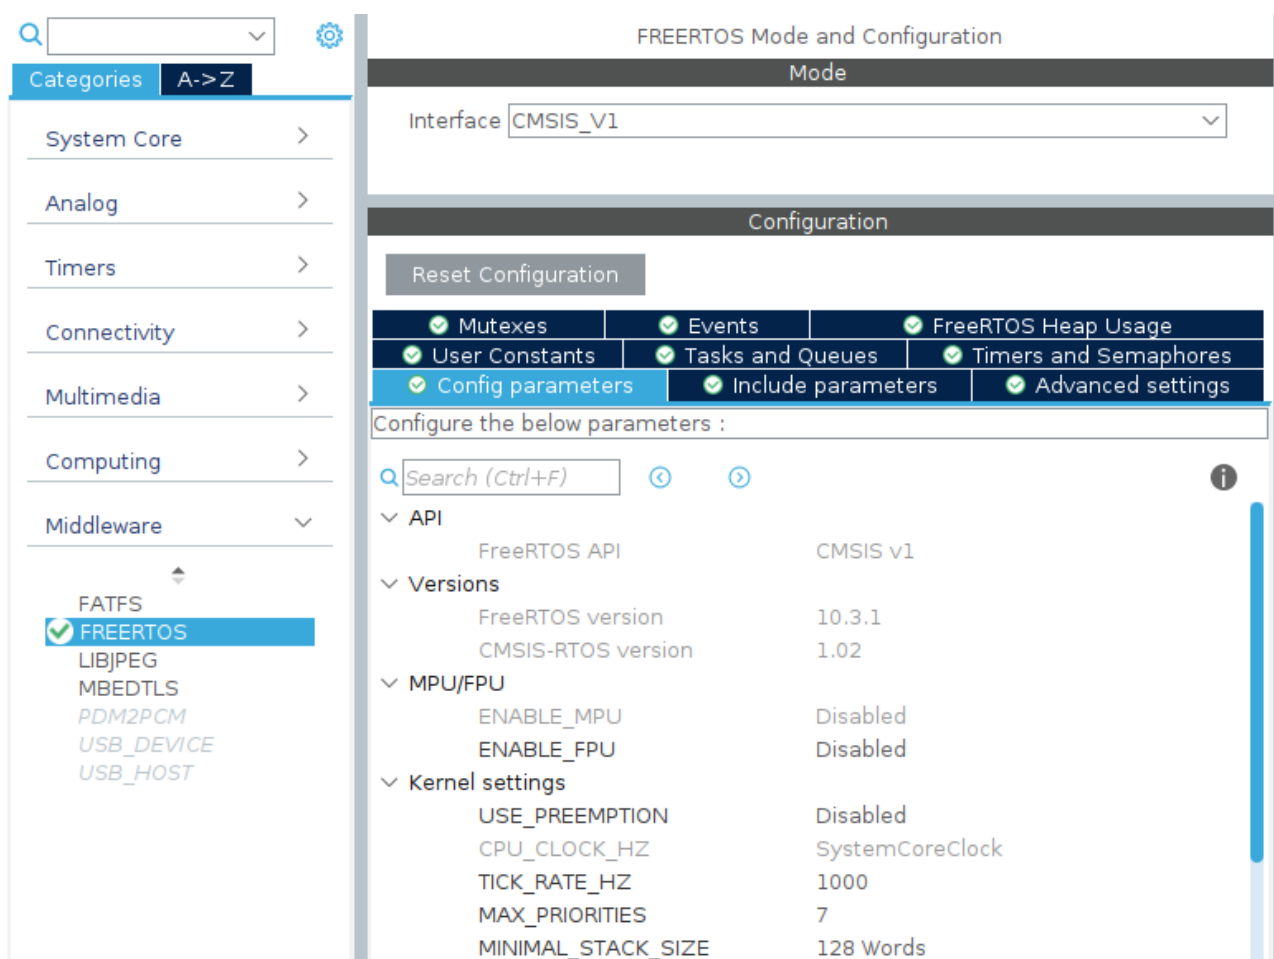 Categories
A->Z
System Core
Analog
Timers
Connectivity
Multimedia
Computing
Middleware
FATFS
FREERTOS
LIBJPEG
MBEDTLS
PDM2PCM
USB_DEVICE
USB_HOST
FREERTOS Mode and Configuration
Mode
Interface CMSIS_V1
Configuration
Reset Configuration
Mutexes Events FreeRTOS Heap Usage
User Constants Tasks and Queues Timers and Semaphores
Config parameters Include parameters Advanced settings
Configure the below parameters :
Search (Ctrl+F)
API
FreeRTOS API CMSIS v1
Versions
FreeRTOS version 10.3.1
CMSIS-RTOS version 1.02
MPU/FPU
ENABLE_MPU Disabled
ENABLE_FPU Disabled
Kernel settings
USE_PREEMPTION Disabled
CPU_CLOCK_HZ SystemCoreClock
TICK_RATE_HZ 1000
MAX_PRIORITIES 7
MINIMAL_STACK_SIZE 128 Words